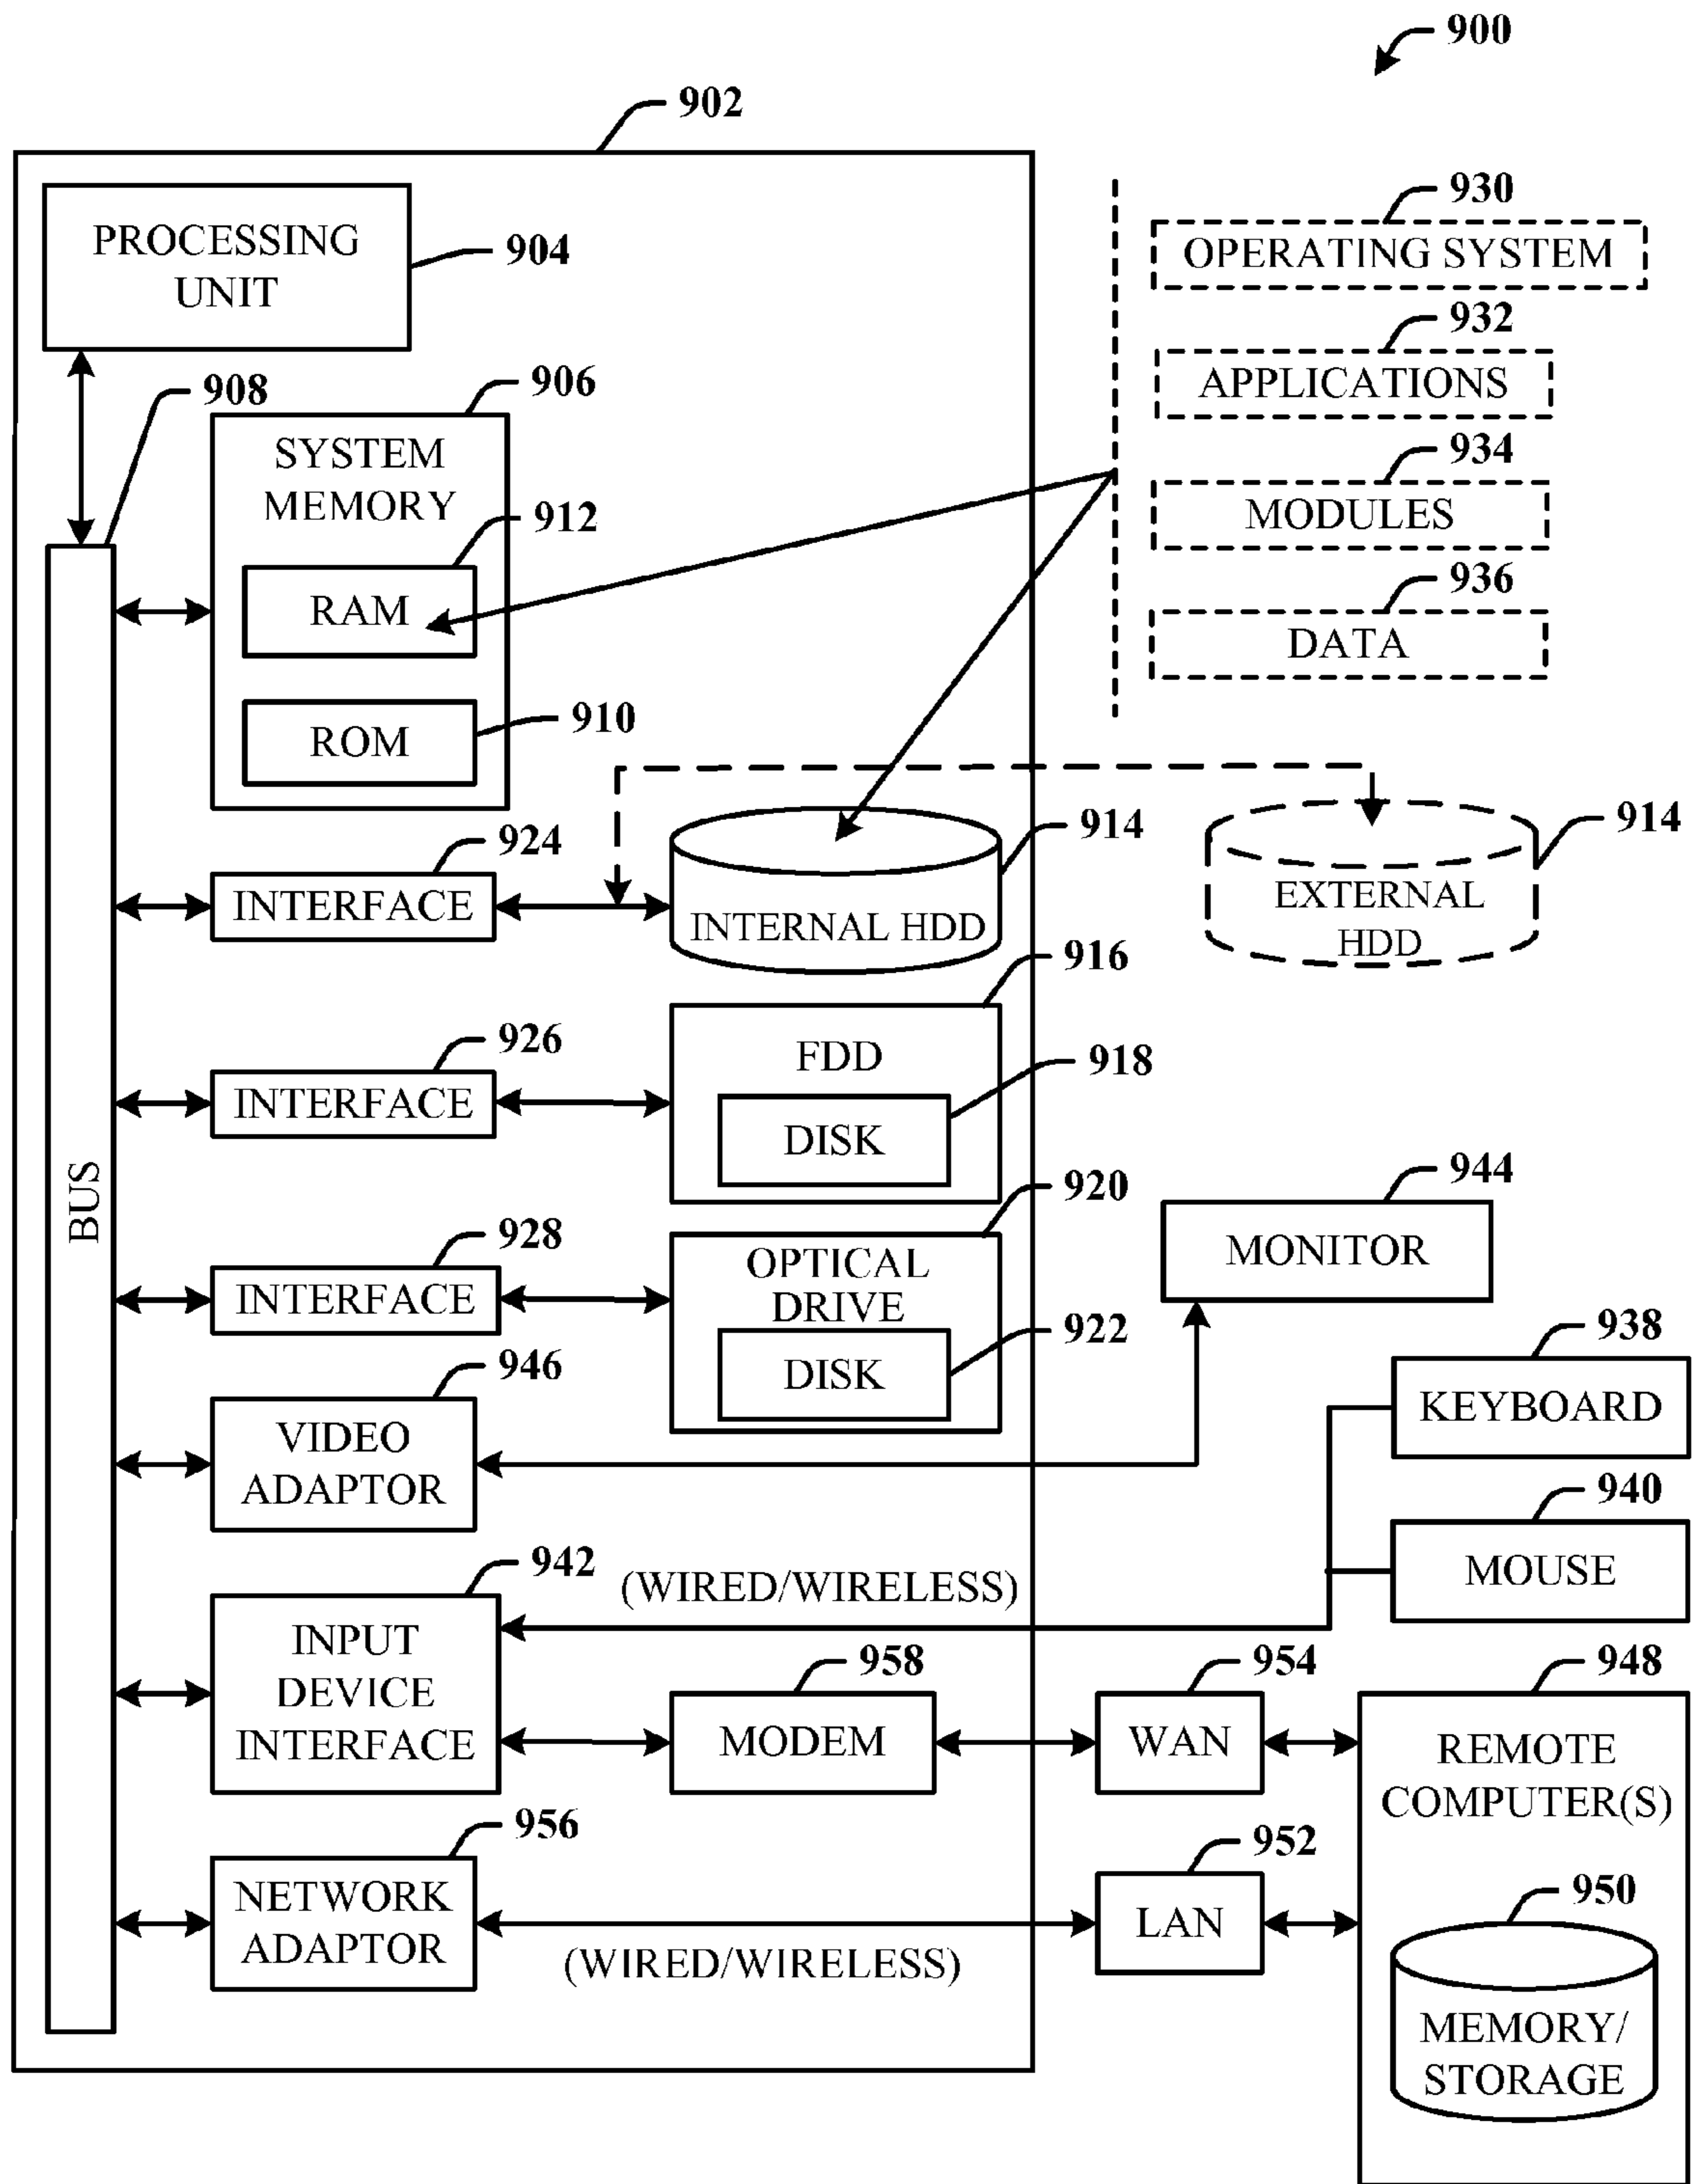 900
902
PROCESSING
UNIT
904
930
OPERATING SYSTEM
932
APPLICATIONS
934
MODULES
936
DATA
908
906
SYSTEM
MEMORY
912
RAM
910
ROM
924
INTERFACE
914
INTERNAL HDD
914
EXTERNAL
HDD
916
FDD
926
INTERFACE
918
DISK
BUS
920
OPTICAL
DRIVE
928
INTERFACE
922
DISK
944
MONITOR
938
KEYBOARD
946
VIDEO
ADAPTOR
940
MOUSE
942
(WIRED/WIRELESS)
INPUT
DEVICE
INTERFACE
958
MODEM
954
WAN
948
REMOTE
COMPUTER(S)
956
NETWORK
ADAPTOR
(WIRED/WIRELESS)
952
LAN
950
MEMORY/
STORAGE